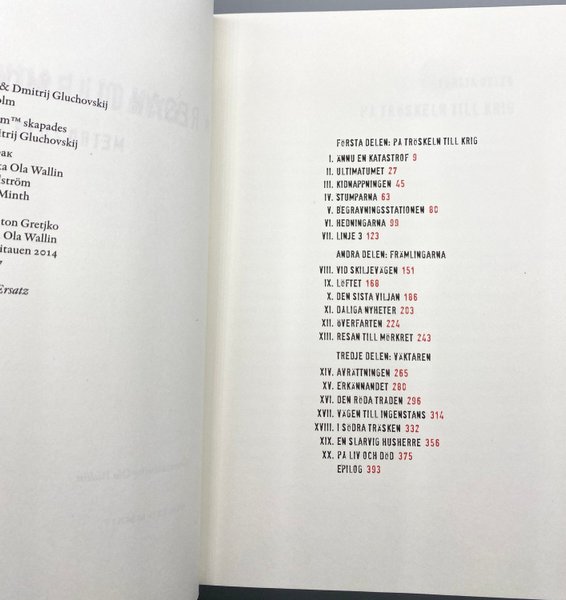 & Dmitrij Gluchovskij
olm
m™ skapades
itrij Gluchovskij
рак
ka Ola Wallin
lström
Minth
ton Gretjko
Ola Wallin
itauen 2014
7
Ersatz
FÖRSTA DELEN: PÅ TRÖSKELN TILL KRIG
I. ÄNNU EN KATASTROF 9
II. ULTIMATUMET 27
III. KIDNAPPNINGEN 45
IV. STUMPARNA 63
V. BEGRAVNINGSSTATIONEN 80
VI. HEDNINGARNA 99
VII. LINJE 3 123
ANDRA DELEN: FRÄMLINGARNA
VIII. VID SKILJEVÄGEN 151
IX. LÖFTET 168
X. DEN SISTA VILJAN 186
XI. DÅLIGA NYHETER 203
XII. ÖVERFARTEN 224
XIII. RESAN TILL MÖRKRET 243
TREDJE DELEN: VÄKTAREN
XIV. AVRÄTTNINGEN 265
XV. ERKÄNNANDET 280
XVI. DEN RÖDA TRÅDEN 296
XVII. VÄGEN TILL INGENSTANS 314
XVIII. I SÖDRA TRÄSKEN 332
XIX. EN SLARVIG HUSHERRE 356
XX. PÅ LIV OCH DÖD 375
EPILOG 393